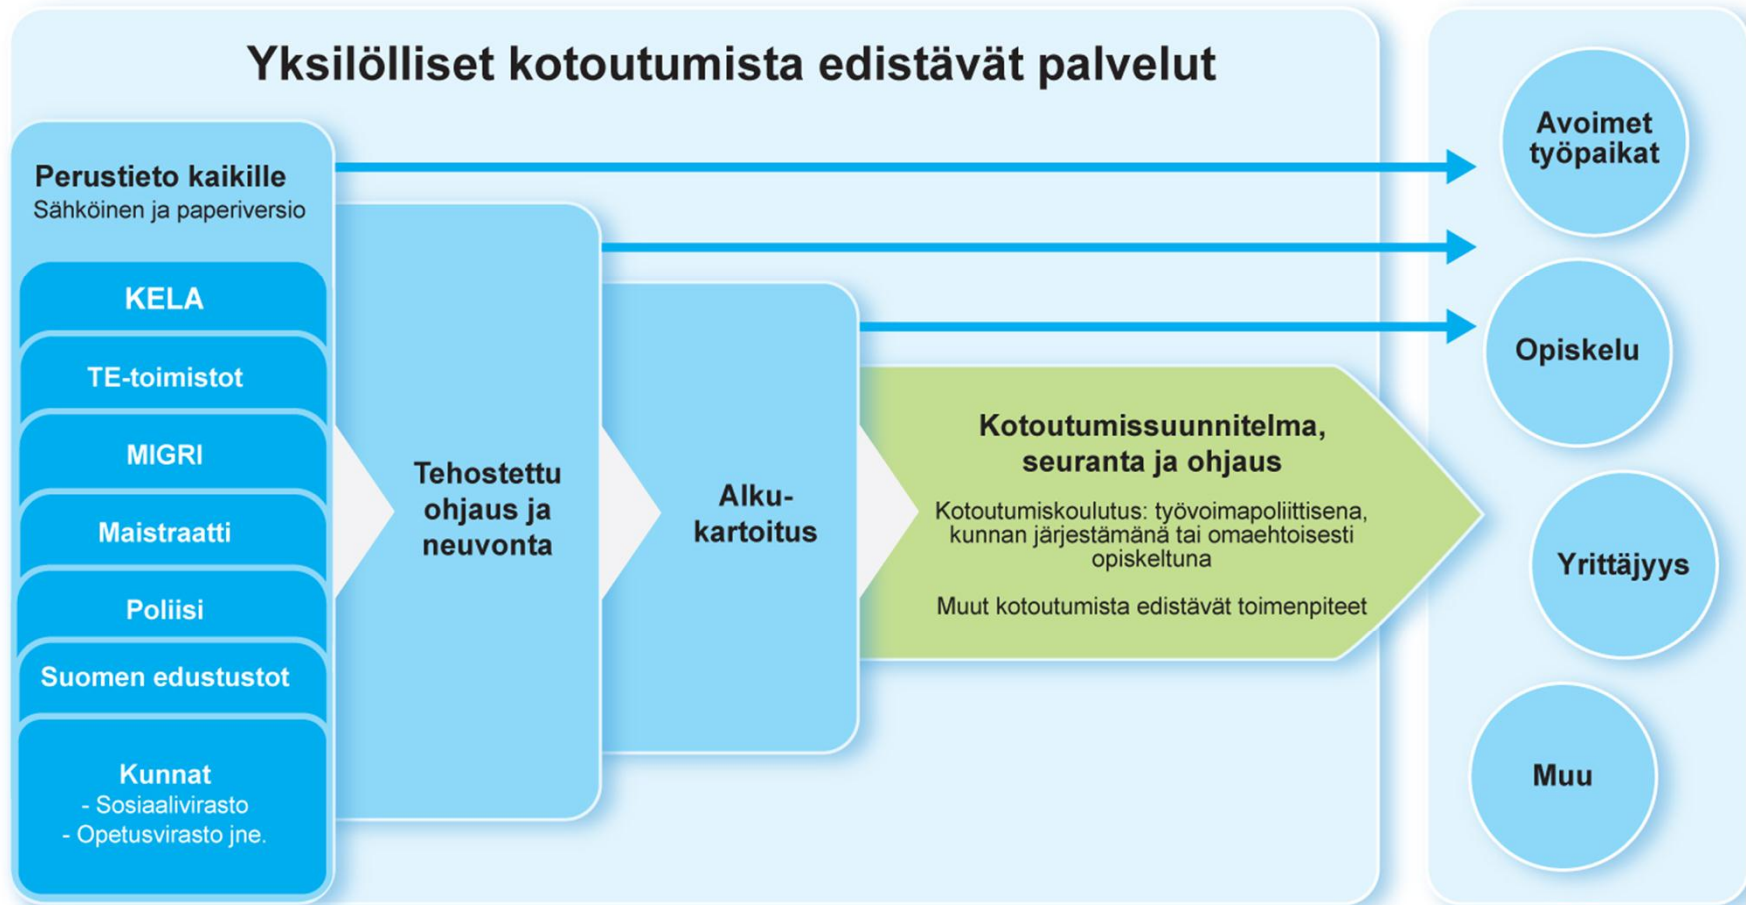 Yksilölliset kotoutumista edistävät palvelut
Perustieto kaikille
Sähköinen ja paperiversio
KELA
TE-toimistot
MIGRI
Maistraatti
Poliisi
Suomen edustustot
Kunnat
- Sosiaalivirasto
- Opetusvirasto jne.
Tehostettu
ohjaus ja
neuvonta
Alku-
kartoitus
Kotoutumissuunnitelma,
seuranta ja ohjaus
Kotoutumiskoulutus: työvoimapoliittisena,
kunnan järjestämänä tai omaehtoisesti
opiskeltuna
Muut kotoutumista edistävät toimenpiteet
Avoimet
työpaikat
Opiskelu
Yrittäjyys
Muu